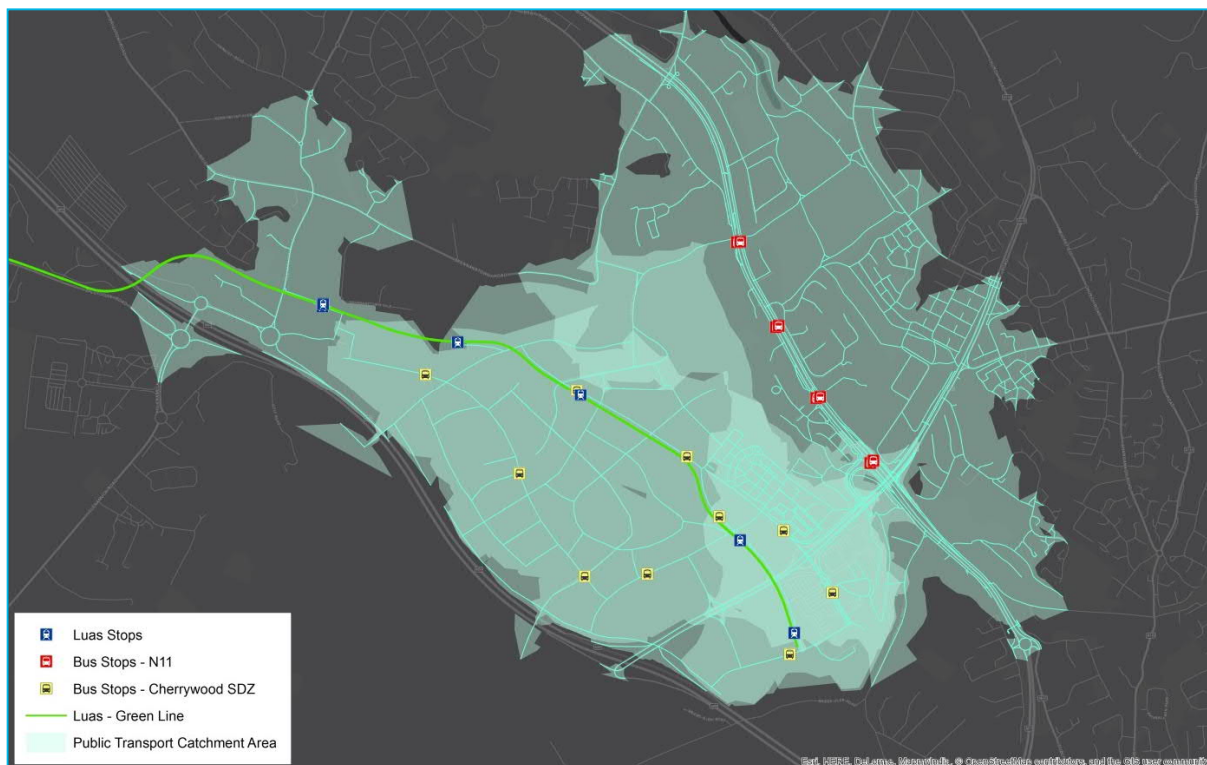 Luas Stops
Bus Stops - N11
Bus Stops - Cherrywood SDZ
Luas - Green Line
Public Transport Catchment Area
Esri, HERE, DeLorme, MapmyIndia, © OpenStreetMap contributors, and the GIS user community